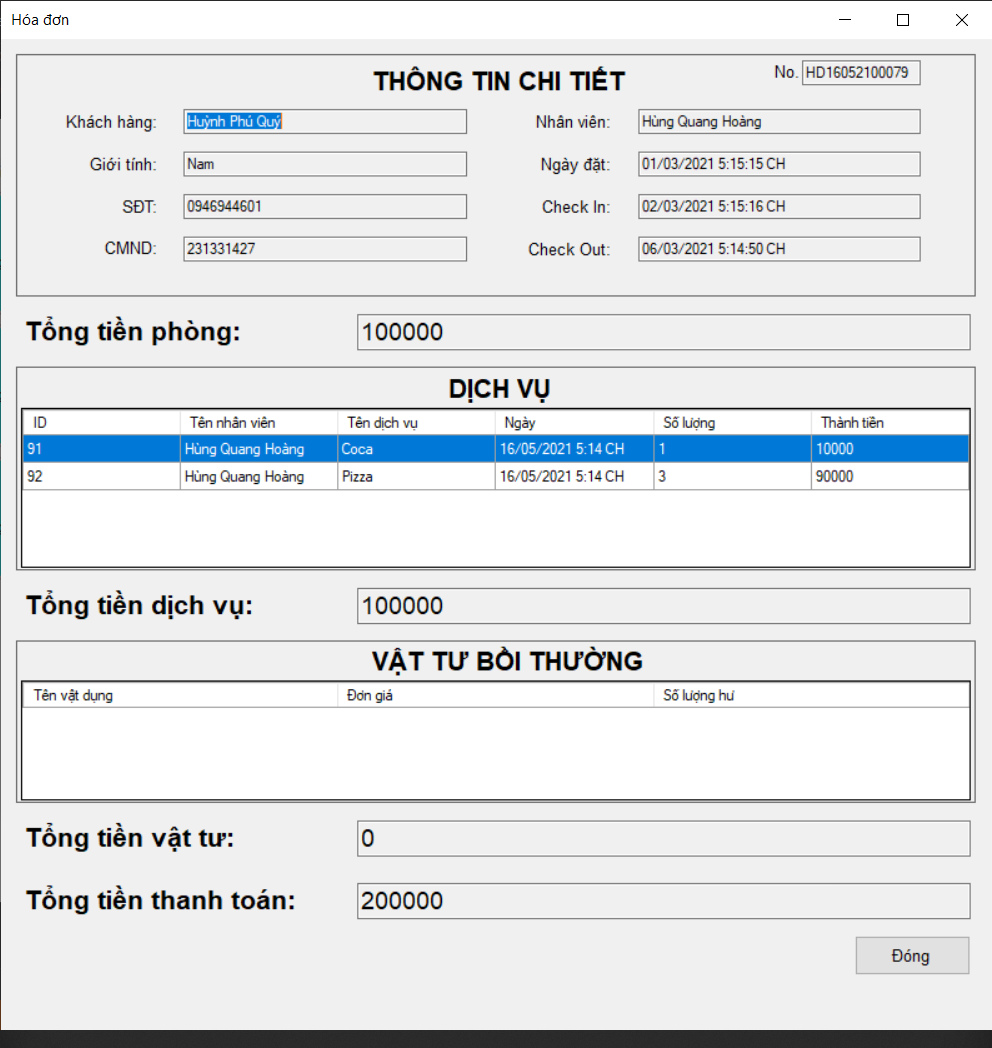 Hóa đơn
THÔNG TIN CHI TIẾT
No. HD16052100079
Khách hàng: Huỳnh Phú Quý Nhân viên: Hùng Quang Hoàng
Giới tính: Nam Ngày đặt: 01/03/2021 5:15:15 CH
SĐT: 0946944601 Check In: 02/03/2021 5:15:16 CH
CMND: 231331427 Check Out: 06/03/2021 5:14:50 CH
Tổng tiền phòng: 100000
DỊCH VỤ
ID Tên nhân viên Tên dịch vụ Ngày Số lượng Thành tiền
91 Hùng Quang Hoàng Coca 16/05/2021 5:14 CH 1 10000
92 Hùng Quang Hoàng Pizza 16/05/2021 5:14 CH 3 90000
Tổng tiền dịch vụ: 100000
VẬT TƯ BỒI THƯỜNG
Tên vật dụng Đơn giá Số lượng hư
Tổng tiền vật tư: 0
Tổng tiền thanh toán: 200000
Đóng